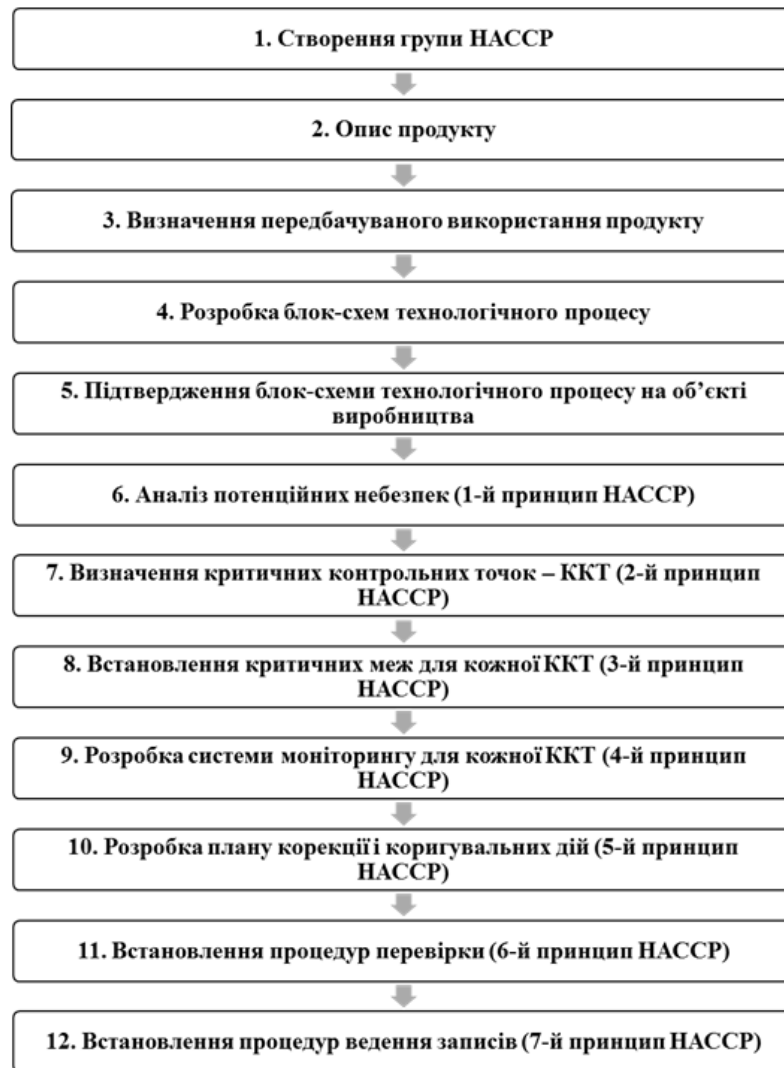 1. Створення групи НАССР
2. Опис продукту
3. Визначення передбачуваного використання продукту
4. Розробка блок-схем технологічного процесу
5. Підтвердження блок-схеми технологічного процесу на об’єкті
виробництва
6. Аналіз потенційних небезпек (1-й принцип НАССР)
7. Визначення критичних контрольних точок – ККТ (2-й принцип
НАССР)
8. Встановлення критичних меж для кожної ККТ (3-й принцип
НАССР)
9. Розробка системи моніторингу для кожної ККТ (4-й принцип
НАССР)
10. Розробка плану корекції і коригувальних дій (5-й принцип
НАССР)
11. Встановлення процедур перевірки (6-й принцип НАССР)
12. Встановлення процедур ведення записів (7-й принцип НАССР)